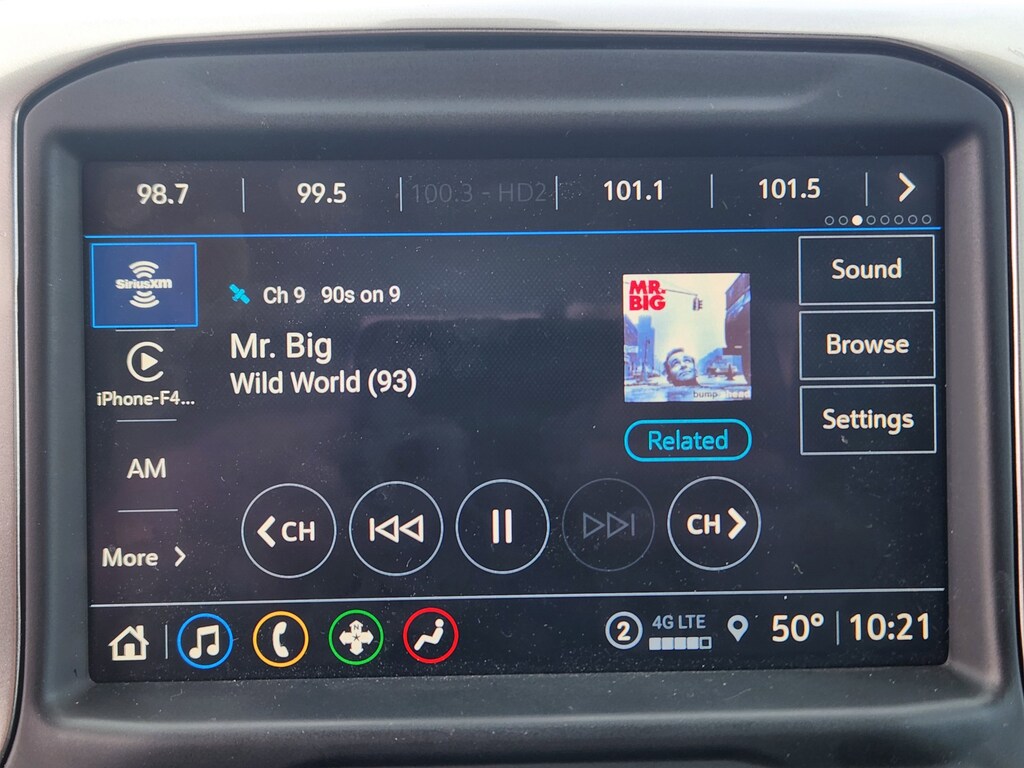 98.7
99.5
100.3 - HD2
101.1
101.5
SiriusXM
Ch 9 90s on 9
MR.
BIG
Sound
Mr. Big
Wild World (93)
bump ahead
Browse
iPhone-F4...
Related
Settings
AM
CH
CH
More
N
2
4G LTE
50°
10:21